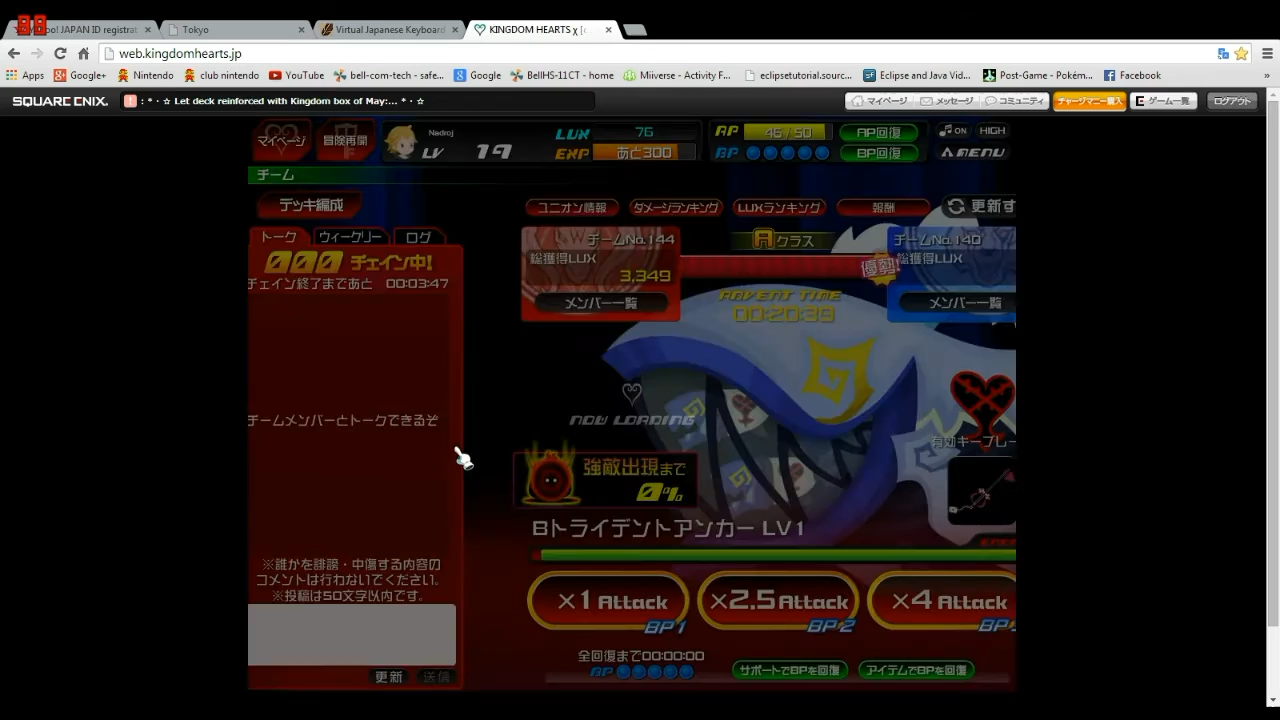 oo! JAPAN ID registrat
Tokyo
Virtual Japanese Keyboard
KINGDOM HEARTS χ [
web.kingdomhearts.jp
Apps
Google+
Nintendo
club nintendo
YouTube
bell-com-tech - safe...
Google
BellHS-11CT - home
Miiverse - Activity F...
eclipsetutorial.sourc...
Eclipse and Java Vid...
Post-Game - Pokém...
Facebook
»
SQUARE ENIX.
: * ・ ☆ Let deck reinforced with Kingdom box of May:... * ・ ☆
マイページ
メッセージ
コミュニティ
チャージマネー購入
ゲーム一覧
ログアウト
マイページ
冒険再開
Nadroj
LV 19
LUX 76
EXP あと300
AP 46/50
AP回復
BP
BP回復
ON
HIGH
MENU
チーム
デッキ編成
ユニオン情報
ダメージランキング
LUXランキング
報酬
更新す
トーク
ウィークリー
ログ
チームNo.144
総獲得LUX
3,349
メンバー一覧
Aクラス
優勢
チームNo.140
総獲得LUX
メンバー一覧
000 チェイン中!
チェイン終了まであと 00:03:47
ADVENT TIME
00:20:39
チームメンバーとトークできるぞ
NOW LOADING
有効キーブレー
強敵出現まで
0%
Bトライデントアンカー LV1
※誰かを誹謗・中傷する内容の
コメントは行わないでください。
※投稿は50文字以内です。
×1 Attack
BP1
×2.5 Attack
BP2
×4 Attack
全回復まで00:00:00
BP
サポートでBPを回復
アイテムでBPを回復
更新
送信